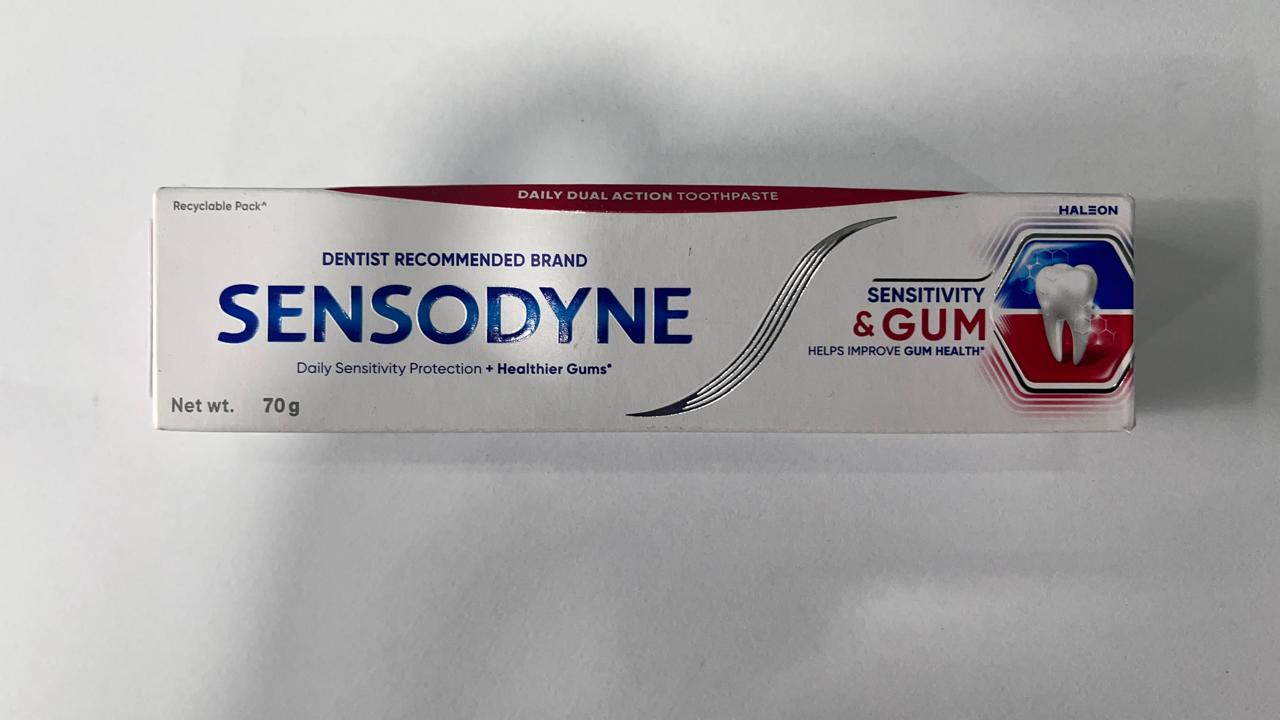 DAILY DUAL ACTION TOOTHPASTE
Recyclable Pack^
HALEON
DENTIST RECOMMENDED BRAND
SENSODYNE
Daily Sensitivity Protection + Healthier Gums*
SENSITIVITY
& GUM
HELPS IMPROVE GUM HEALTH*
Net wt. 70 g